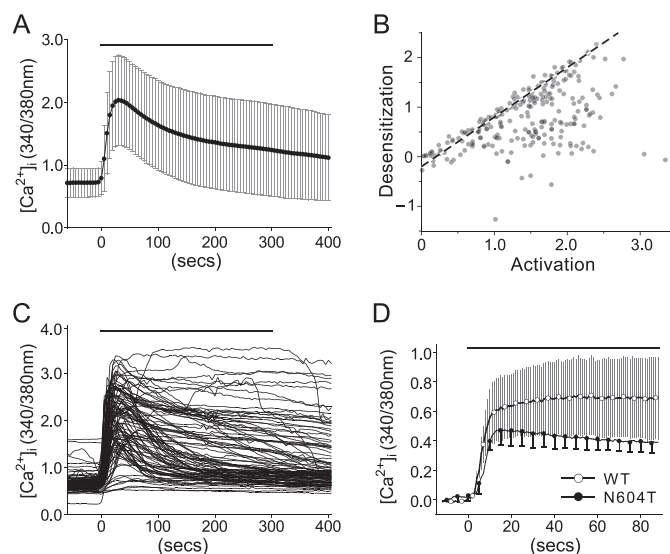 A
[Ca²⁺]ᵢ (340/380nm)
3.0
2.0
1.0
0.0
0
100
200
300
400
(secs)
B
Desensitization
2
1
0
−1
0
1.0
2.0
3.0
Activation
C
[Ca²⁺]ᵢ (340/380nm)
4.0
3.0
2.0
1.0
0.0
0
100
200
300
400
(secs)
D
[Ca²⁺]ᵢ (340/380nm)
1.0
0.8
0.6
0.4
0.2
0.0
0
20
40
60
80
(secs)
WT
N604T